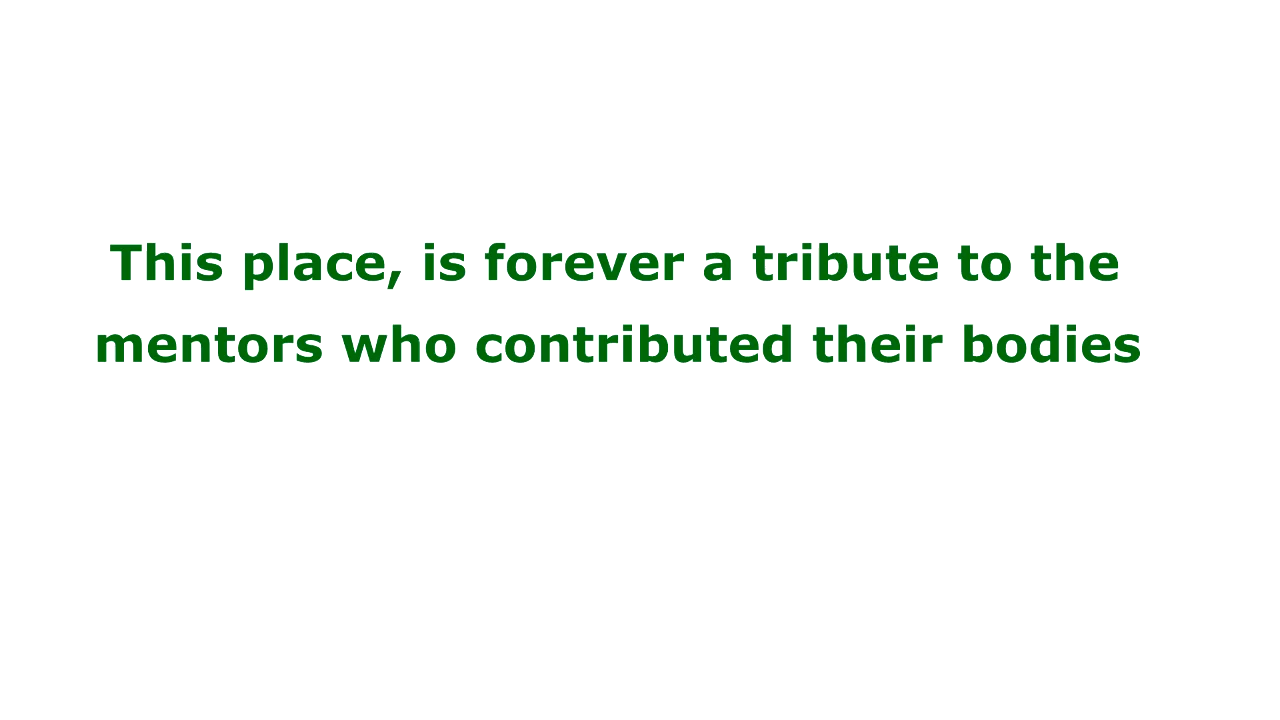 This place, is forever a tribute to the
mentors who contributed their bodies